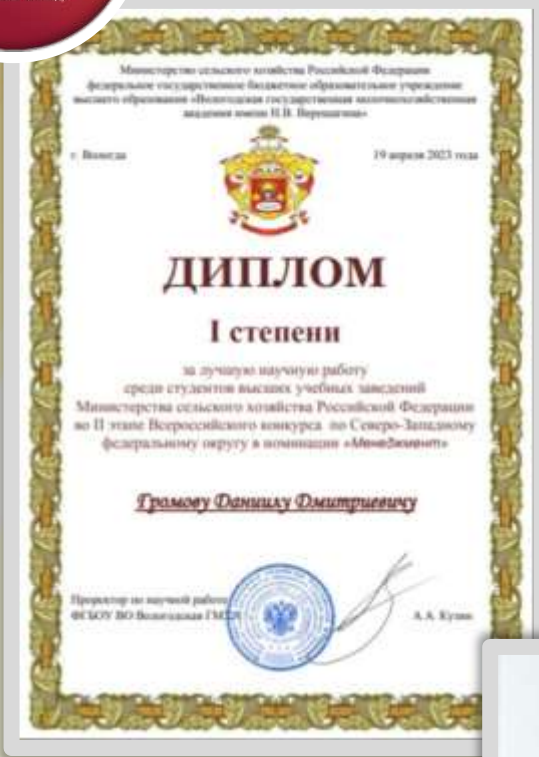 Министерство сельского хозяйства Российской Федерации
федеральное государственное бюджетное образовательное учреждение
высшего образования «Вологодская государственная молочнохозяйственная
академия имени Н.В. Верещагина»
г. Вологда
19 апреля 2023 года
ДИПЛОМ
I степени
за лучшую научную работу
среди студентов высших учебных заведений
Министерства сельского хозяйства Российской Федерации
во II этапе Всероссийского конкурса по Северо-Западному
федеральному округу в номинации «Менеджмент»
Громову Даниилу Дмитриевичу
Проректор по научной работе
ФГБОУ ВО Вологодская
А.А. Кузин